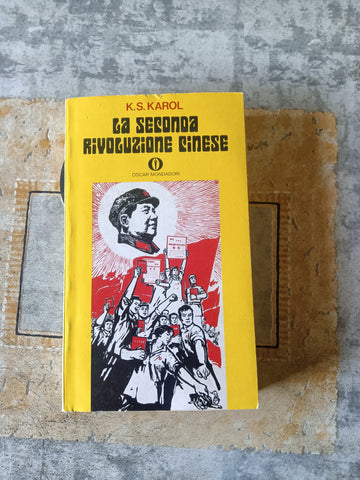 K.S. KAROL
LA SECONDA
RIVOLUZIONE CINESE
OSCAR MONDADORI